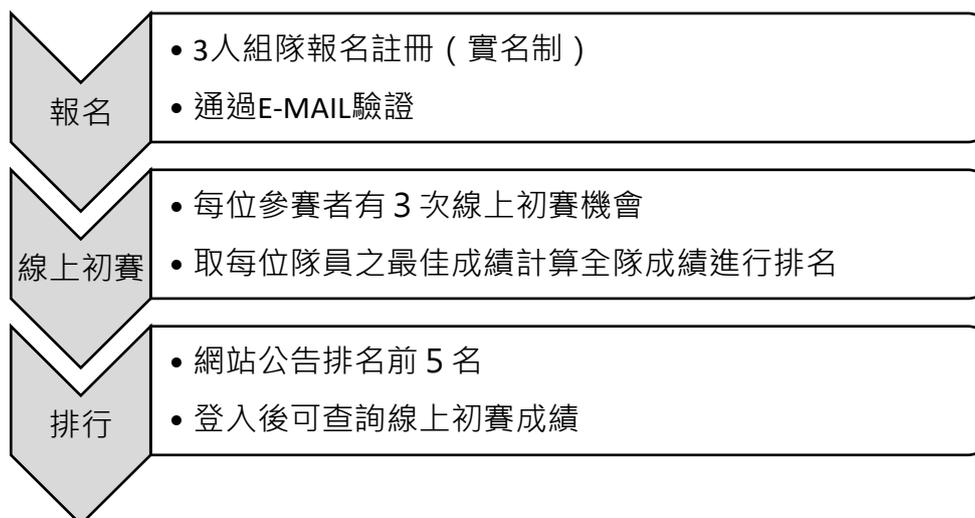 報名
• 3人組隊報名註冊（實名制）
• 通過E-MAIL驗證
線上初賽
• 每位參賽者有 3 次線上初賽機會
• 取每位隊員之最佳成績計算全隊成績進行排名
排行
• 網站公告排名前 5 名
• 登入後可查詢線上初賽成績